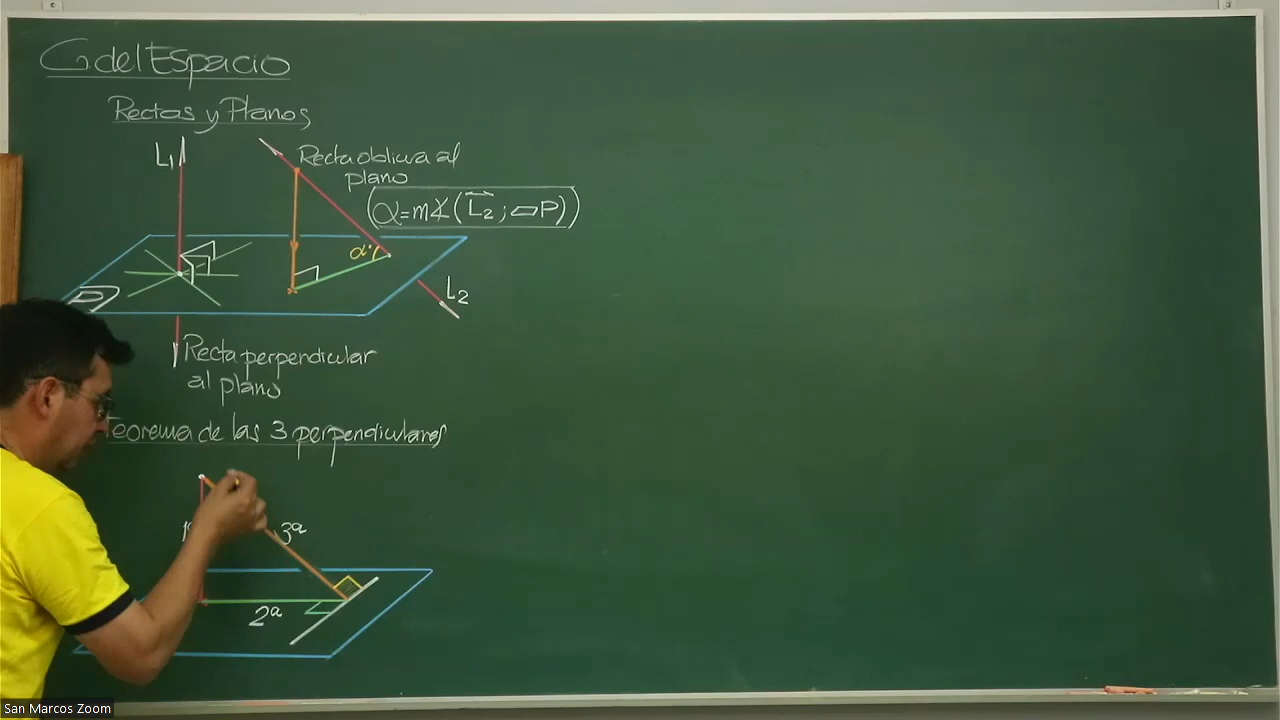 G del Espacio
Rectas y Planos
L1
Recta oblicua al
plano
(α=m∡(L2; ▱P))
α
P
L2
Recta perpendicular
al plano
Teorema de las 3 perpendiculares
3ª
2ª
San Marcos Zoom